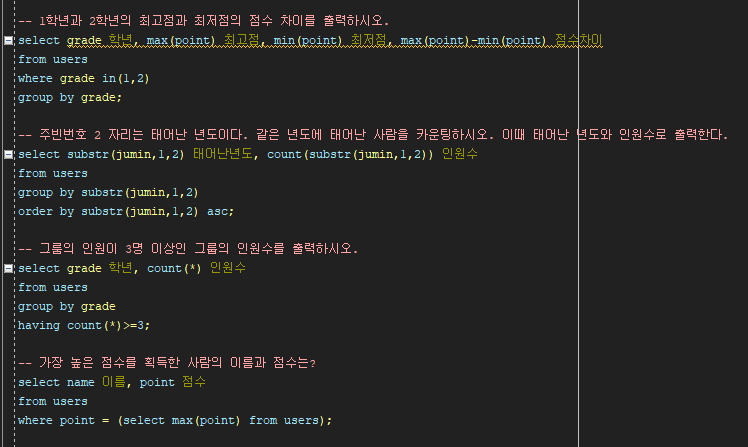 -- 1학년과 2학년의 최고점과 최저점의 점수 차이를 출력하시오.
select grade 학년, max(point) 최고점, min(point) 최저점, max(point)-min(point) 점수차이
from users
where grade in(1,2)
group by grade;
-- 주빈번호 2 자리는 태어난 년도이다. 같은 년도에 태어난 사람을 카운팅하시오. 이때 태어난 년도와 인원수로 출력한다.
select substr(jumin,1,2) 태어난년도, count(substr(jumin,1,2)) 인원수
from users
group by substr(jumin,1,2)
order by substr(jumin,1,2) asc;
-- 그룹의 인원이 3명 이상인 그룹의 인원수를 출력하시오.
select grade 학년, count(*) 인원수
from users
group by grade
having count(*)>=3;
-- 가장 높은 점수를 획득한 사람의 이름과 점수는?
select name 이름, point 점수
from users
where point = (select max(point) from users);